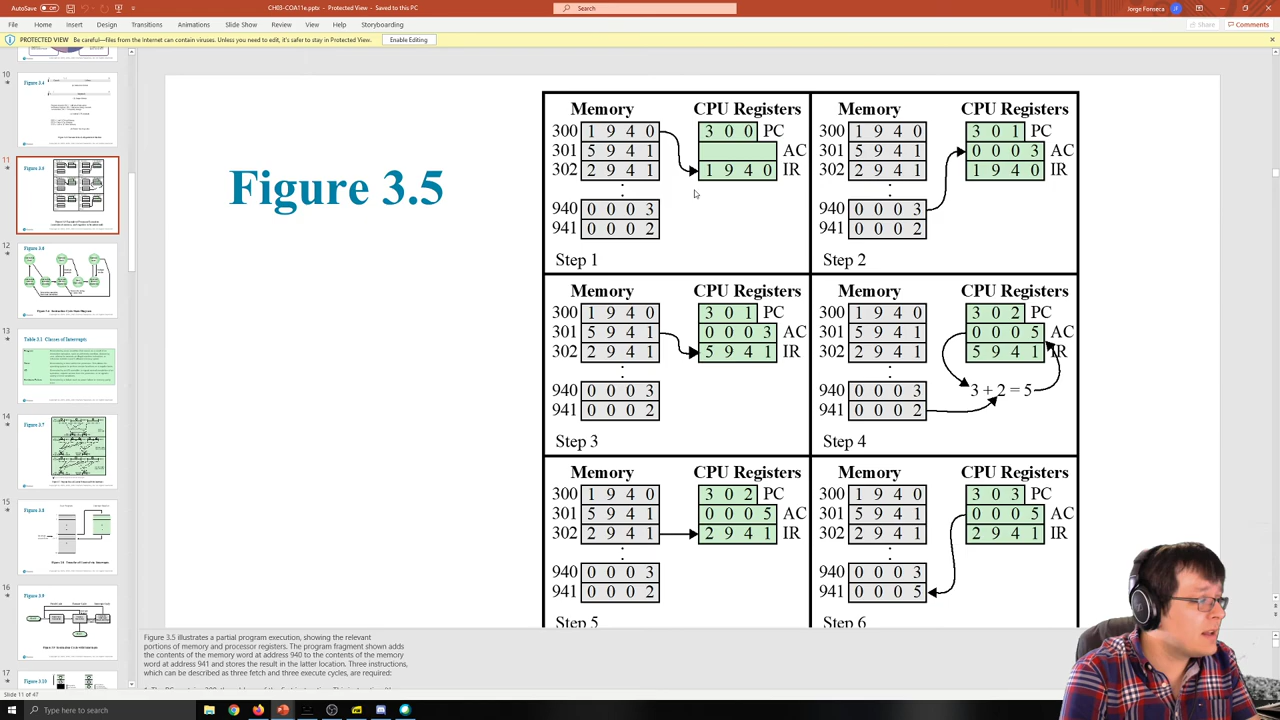 AutoSave Off
CH03-COA11e.pptx - Protected View - Saved to this PC
Search
Jorge Fonseca JF
File Home Insert Design Transitions Animations Slide Show Review View Help Storyboarding
Share Comments
PROTECTED VIEW Be careful—files from the Internet can contain viruses. Unless you need to edit, it's safer to stay in Protected View. Enable Editing
10
Figure 3.4
11
Figure 3.5
12
Figure 3.6
13
Table 3.1 Classes of Interrupts
14
Figure 3.7
15
Figure 3.8
16
Figure 3.9
17
Figure 3.10
Figure 3.5
Memory CPU Registers
300 1 9 4 0 3 0 0 PC
301 5 9 4 1 AC
302 2 9 4 1 1 9 4 0 IR
940 0 0 0 3
941 0 0 0 2
Step 1
Memory CPU Registers
300 1 9 4 0 3 0 1 PC
301 5 9 4 1 0 0 0 3 AC
302 2 9 4 1 1 9 4 0 IR
940 0 0 0 3
941 0 0 0 2
Step 2
Memory CPU Registers
300 1 9 4 0 3 0 1 PC
301 5 9 4 1 0 0 0 3 AC
302 2 9 4 1 5 9 4 1 IR
940 0 0 0 3
941 0 0 0 2
Step 3
Memory CPU Registers
300 1 9 4 0 3 0 2 PC
301 5 9 4 1 0 0 0 5 AC
302 2 9 4 1 5 9 4 1 IR
940 0 0 0 3 3 + 2 = 5
941 0 0 0 2
Step 4
Memory CPU Registers
300 1 9 4 0 3 0 2 PC
301 5 9 4 1 0 0 0 5 AC
302 2 9 4 1 2 9 4 1 IR
940 0 0 0 3
941 0 0 0 2
Step 5
Memory CPU Registers
300 1 9 4 0 3 0 3 PC
301 5 9 4 1 0 0 0 5 AC
302 2 9 4 1 2 9 4 1 IR
940 0 0 0 3
941 0 0 0 5
Step 6
Figure 3.5 illustrates a partial program execution, showing the relevant
portions of memory and processor registers. The program fragment shown adds
the contents of the memory word at address 940 to the contents of the memory
word at address 941 and stores the result in the latter location. Three instructions,
which can be described as three fetch and three execute cycles, are required:
Slide 11 of 47
Type here to search